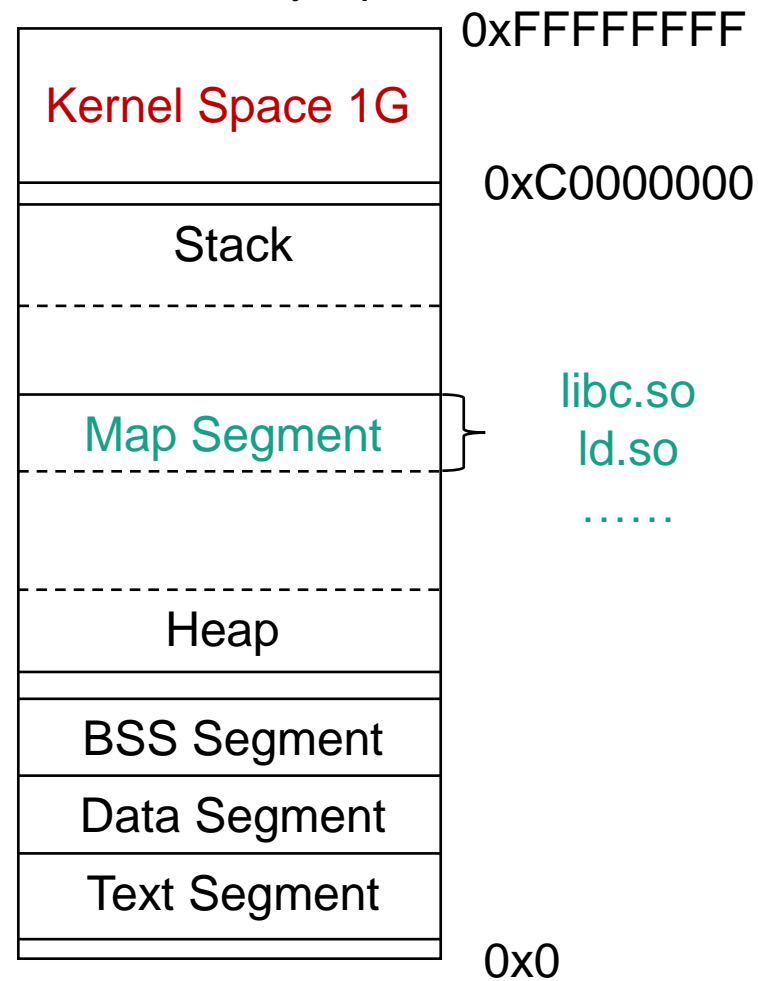 0xFFFFFFFF
Kernel Space 1G
0xC0000000
Stack
libc.so
Map Segment
ld.so
……
Heap
BSS Segment
Data Segment
Text Segment
0x0